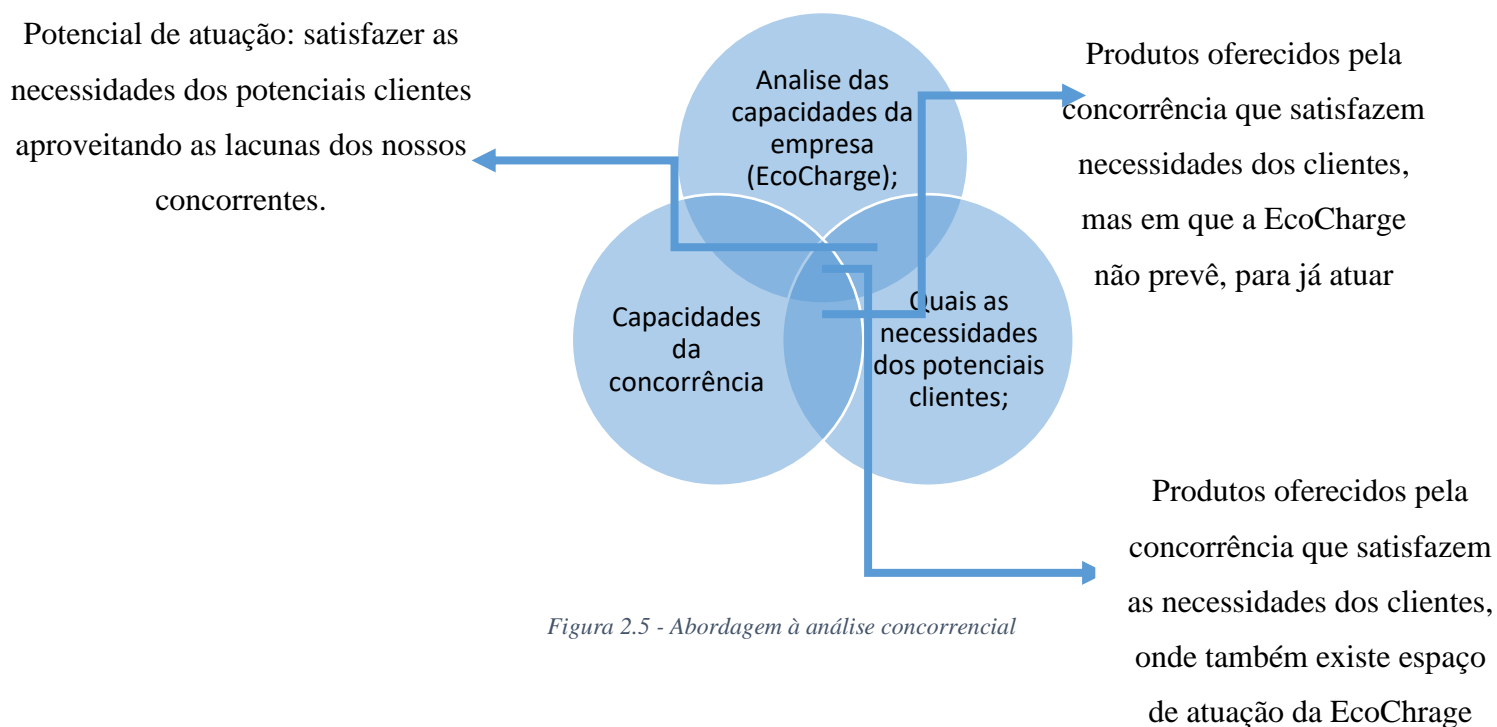 Potencial de atuação: satisfazer as
necessidades dos potenciais clientes
aproveitando as lacunas dos nossos
concorrentes.
Analise das
capacidades da
empresa
(EcoCharge);
Produtos oferecidos pela
concorrência que satisfazem
necessidades dos clientes,
mas em que a EcoCharge
não prevê, para já atuar
Capacidades
da
concorrência
Quais as
necessidades
dos potenciais
clientes;
Produtos oferecidos pela
concorrência que satisfazem
as necessidades dos clientes,
onde também existe espaço
de atuação da EcoChrage
Figura 2.5 - Abordagem à análise concorrencial